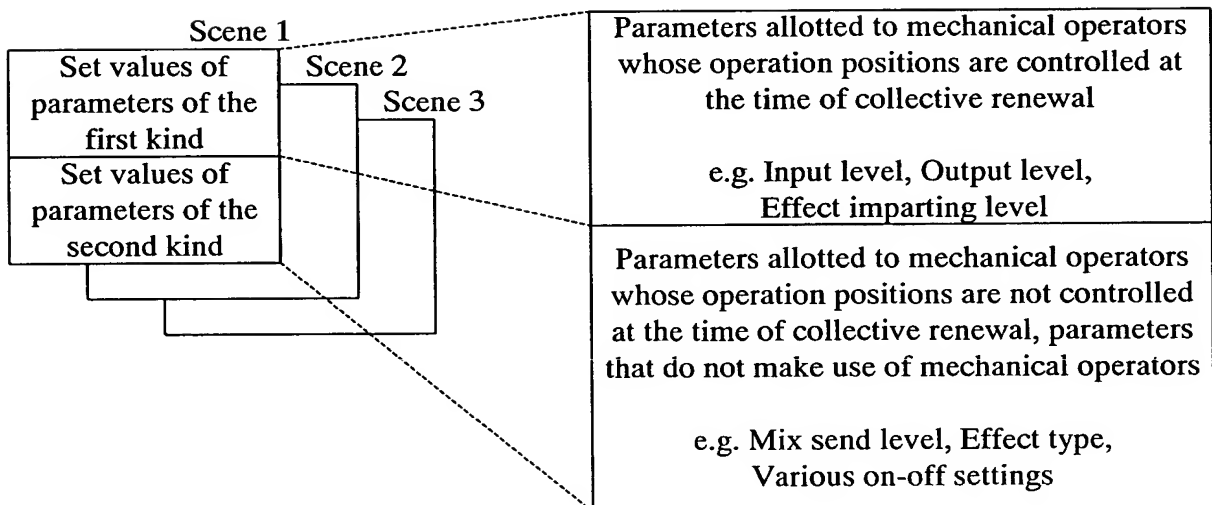 Scene 1
Set values of
parameters of the
first kind
Set values of
parameters of the
second kind
Scene 2
Scene 3
Parameters allotted to mechanical operators
whose operation positions are controlled at
the time of collective renewal
e.g. Input level, Output level,
Effect imparting level
Parameters allotted to mechanical operators
whose operation positions are not controlled
at the time of collective renewal, parameters
that do not make use of mechanical operators
e.g. Mix send level, Effect type,
Various on-off settings